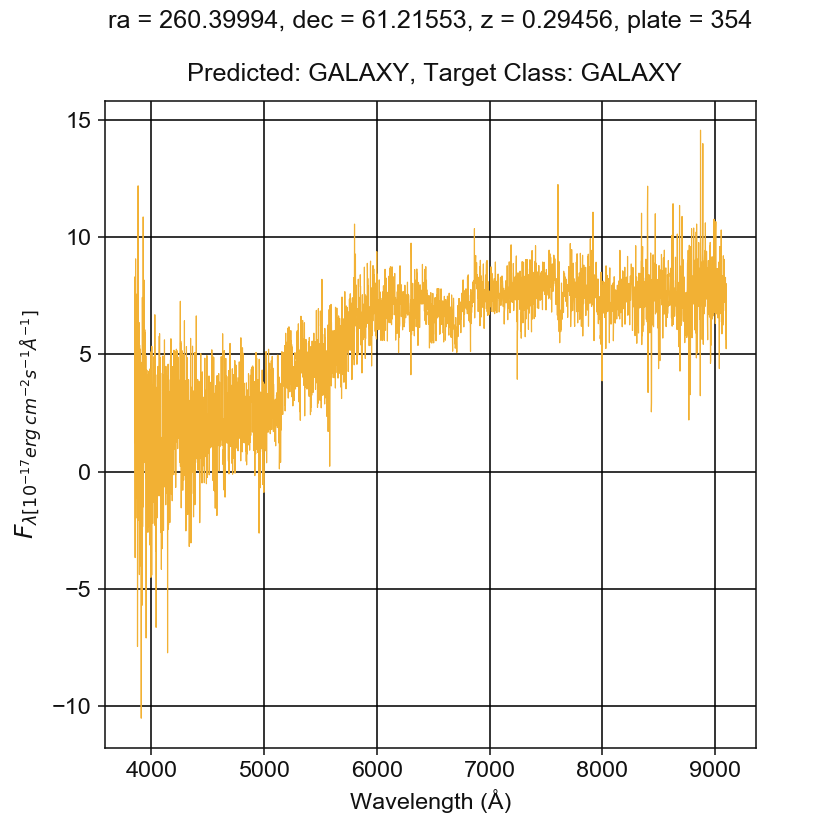 ra = 260.39994, dec = 61.21553, z = 0.29456, plate = 354
Predicted: GALAXY, Target Class: GALAXY
15
10
5
0
−5
−10
F_{λ[10^{−17}erg cm^{−2}s^{−1}Å^{−1}]}
4000 5000 6000 7000 8000 9000
Wavelength (Å)